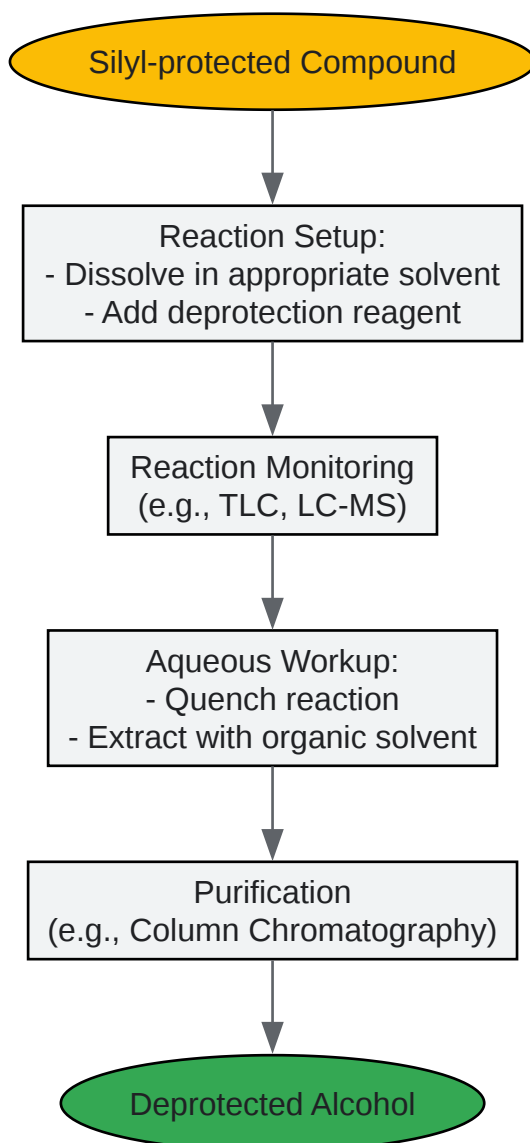 Silyl-protected Compound
Reaction Setup:
- Dissolve in appropriate solvent
- Add deprotection reagent
Reaction Monitoring
(e.g., TLC, LC-MS)
Aqueous Workup:
- Quench reaction
- Extract with organic solvent
Purification
(e.g., Column Chromatography)
Deprotected Alcohol